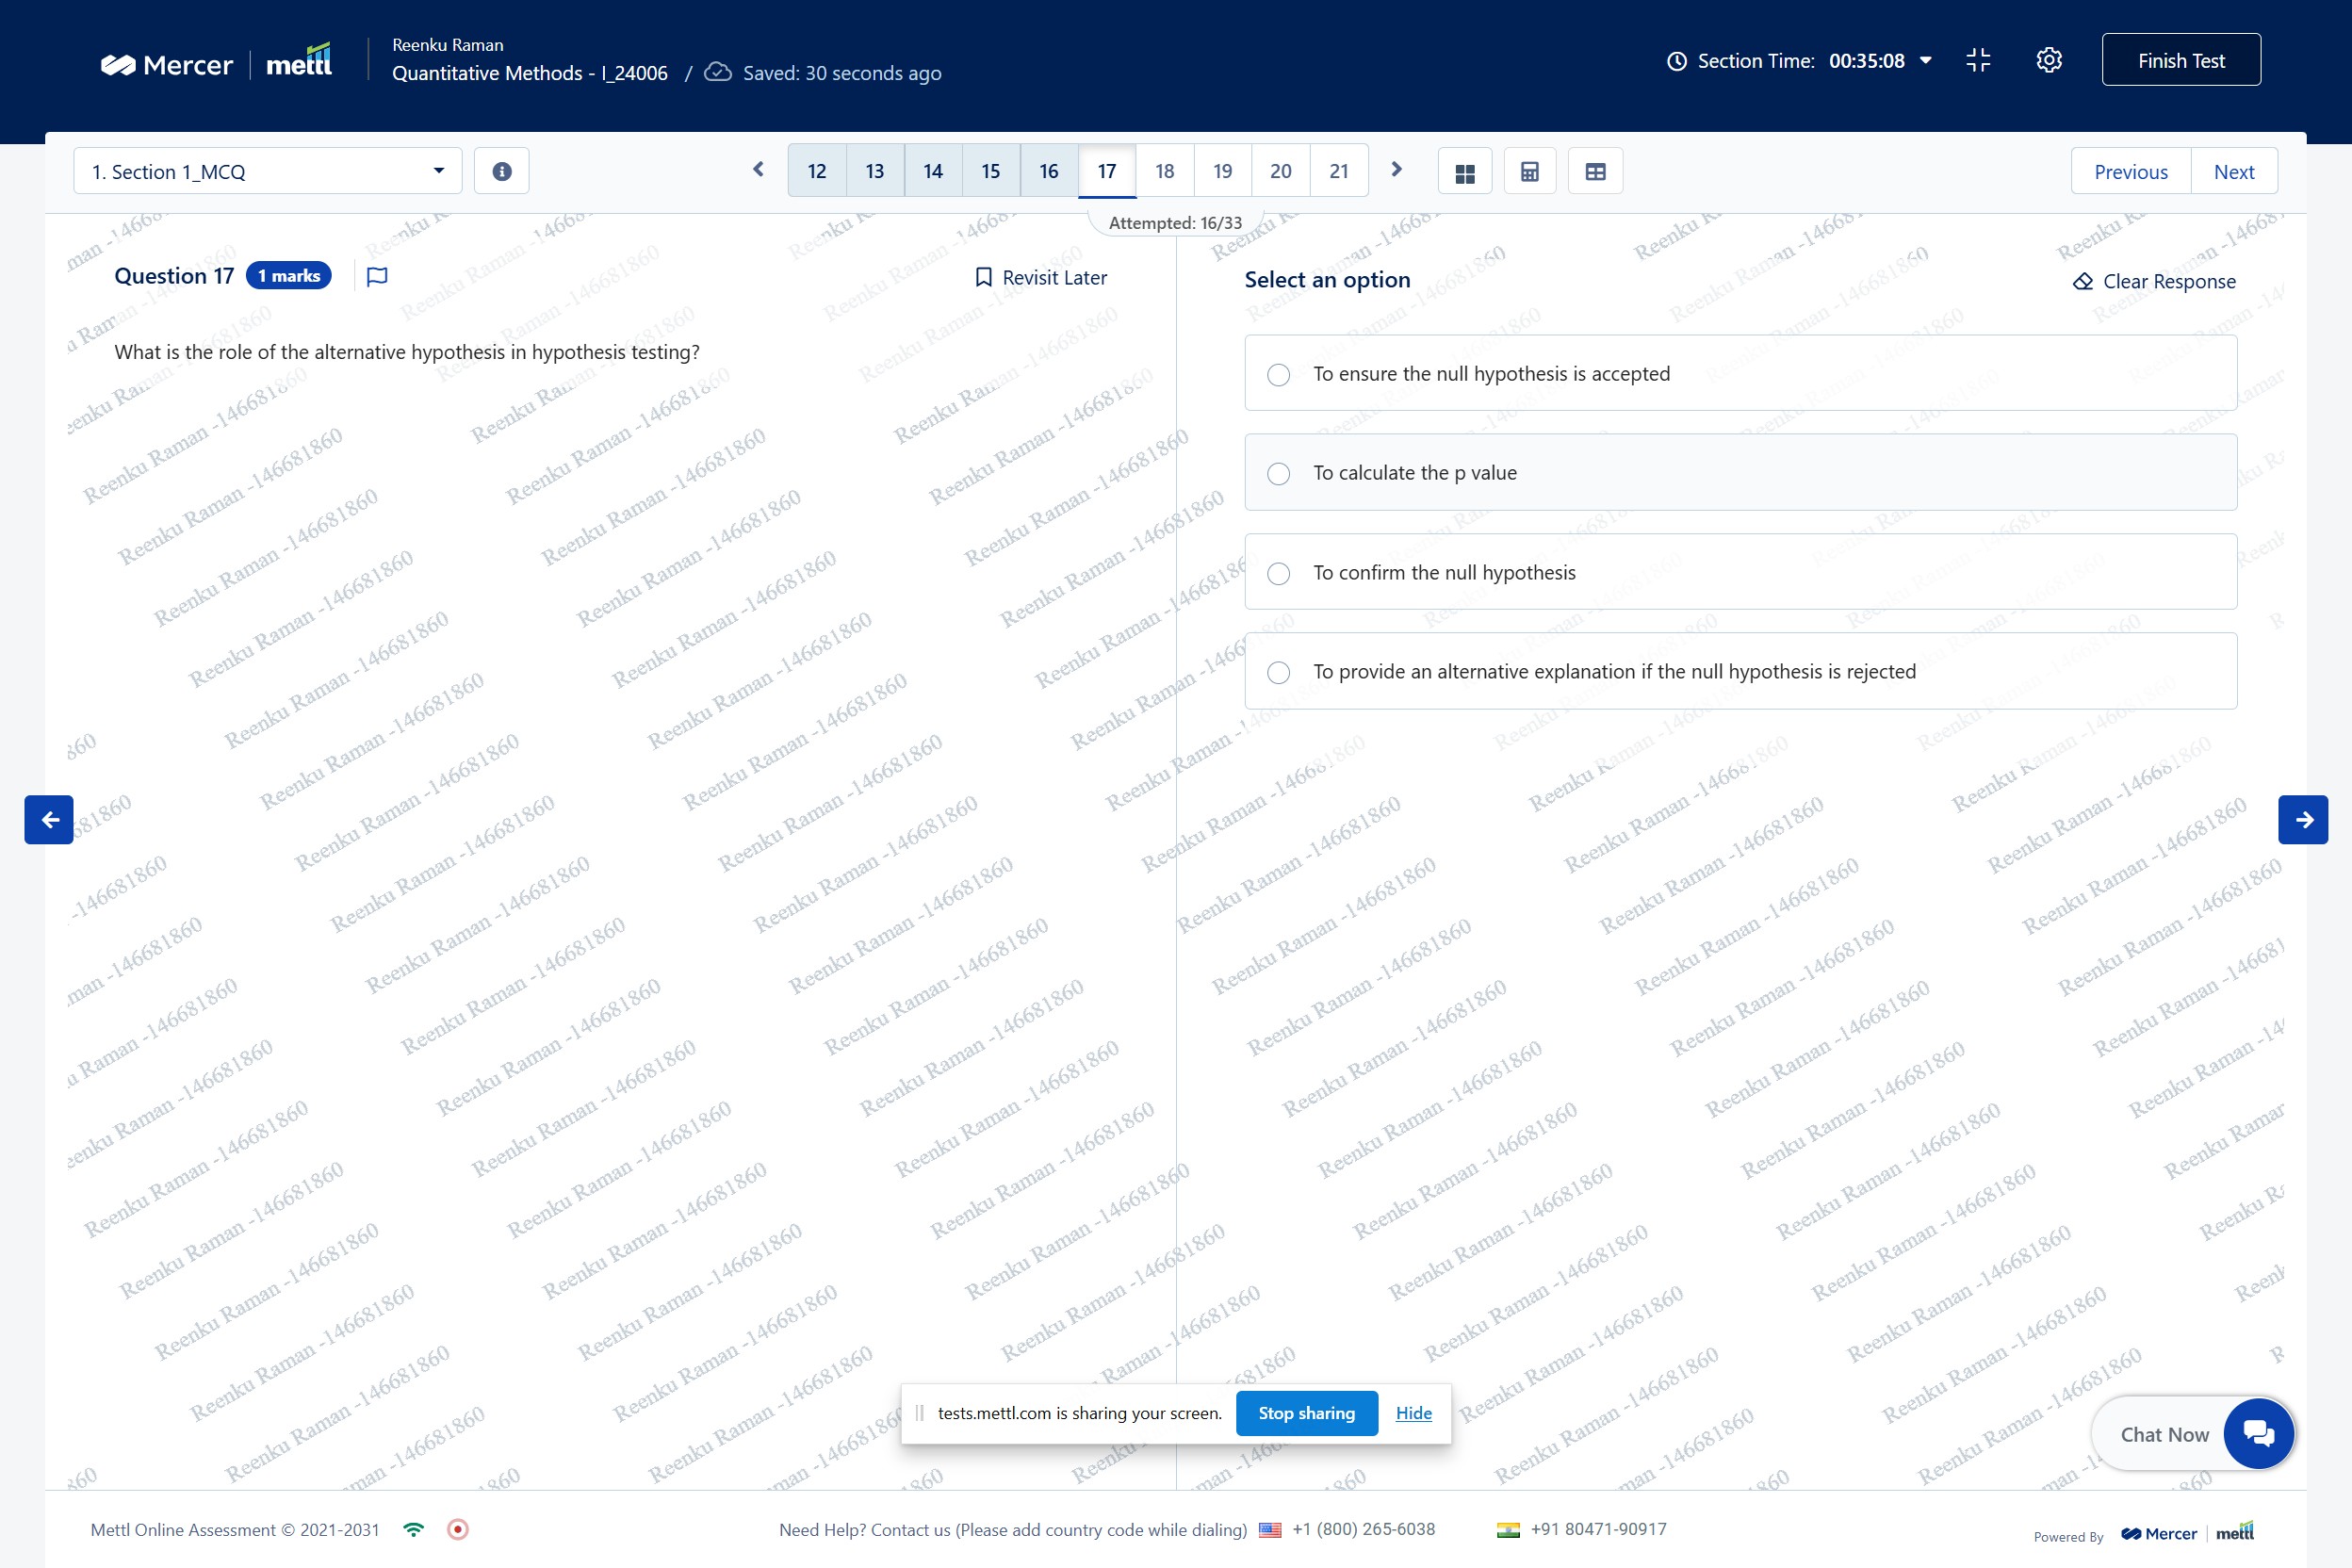 Mercer | mettl
Reenku Raman
Quantitative Methods - I_24006 / Saved: 30 seconds ago
Section Time: 00:35:08
Finish Test
1. Section 1_MCQ
12 13 14 15 16 17 18 19 20 21
Previous Next
Attempted: 16/33
Question 17 1 marks
Revisit Later
What is the role of the alternative hypothesis in hypothesis testing?
Select an option
Clear Response
To ensure the null hypothesis is accepted
To calculate the p value
To confirm the null hypothesis
To provide an alternative explanation if the null hypothesis is rejected
Reenku Raman -146681860
tests.mettl.com is sharing your screen. Stop sharing Hide
Chat Now
Mettl Online Assessment © 2021-2031
Need Help? Contact us (Please add country code while dialing) +1 (800) 265-6038 +91 80471-90917
Powered By Mercer | mettl